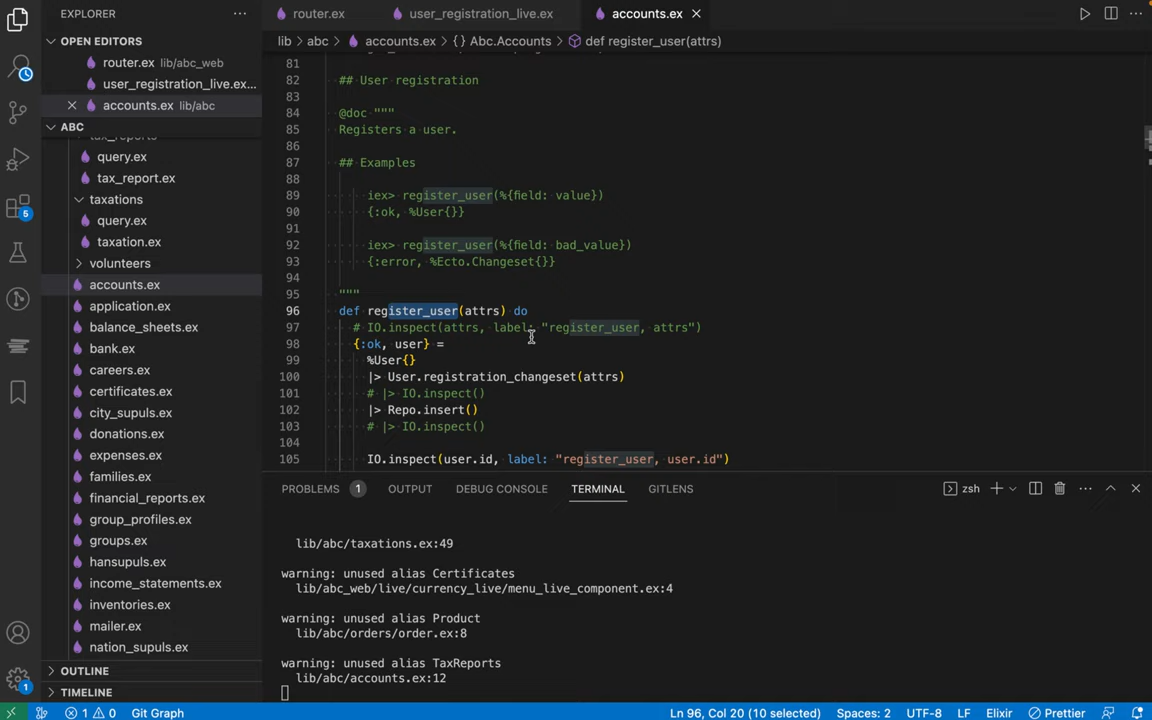 EXPLORER
router.ex
user_registration_live.ex
accounts.ex
OPEN EDITORS
lib > abc > accounts.ex > {} Abc.Accounts > def register_user(attrs)
router.ex lib/abc_web
user_registration_live.ex...
accounts.ex lib/abc
ABC
tax_reports
query.ex
tax_report.ex
taxations
query.ex
taxation.ex
volunteers
accounts.ex
application.ex
balance_sheets.ex
bank.ex
careers.ex
certificates.ex
city_supuls.ex
donations.ex
expenses.ex
families.ex
financial_reports.ex
group_profiles.ex
groups.ex
hansupuls.ex
income_statements.ex
inventories.ex
mailer.ex
nation_supuls.ex
OUTLINE
TIMELINE
81
82 ## User registration
83
84 @doc """
85 Registers a user.
86
87 ## Examples
88
89 iex> register_user(%{field: value})
90 {:ok, %User{}}
91
92 iex> register_user(%{field: bad_value})
93 {:error, %Ecto.Changeset{}}
94
95 """
96 def register_user(attrs) do
97 # IO.inspect(attrs, label: "register_user, attrs")
98 {:ok, user} =
99 %User{}
100 |> User.registration_changeset(attrs)
101 # |> IO.inspect()
102 |> Repo.insert()
103 # |> IO.inspect()
104
105 IO.inspect(user.id, label: "register_user, user.id")
PROBLEMS 1 OUTPUT DEBUG CONSOLE TERMINAL GITLENS
zsh
lib/abc/taxations.ex:49
warning: unused alias Certificates
lib/abc_web/live/currency_live/menu_live_component.ex:4
warning: unused alias Product
lib/abc/orders/order.ex:8
warning: unused alias TaxReports
lib/abc/accounts.ex:12
5
1
1 0 Git Graph
Ln 96, Col 20 (10 selected) Spaces: 2 UTF-8 LF Elixir Prettier